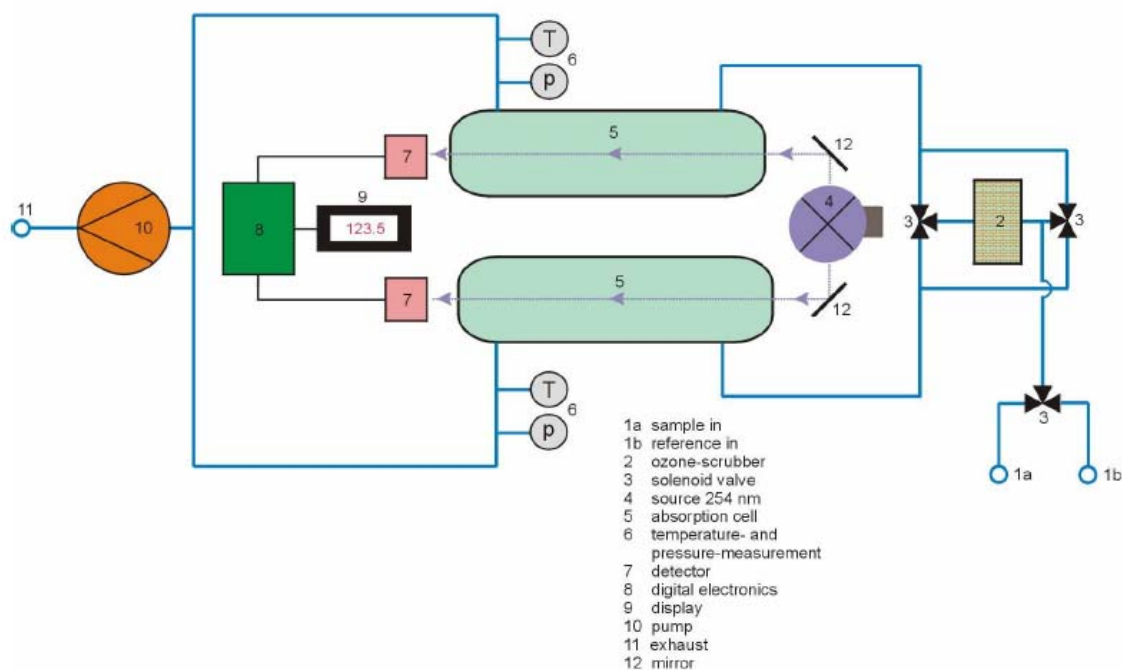 T
6
p
5
12
7
11
9
4
10
8
123.5
3
2
3
7
5
12
T
6
p
3
1a
1b
1a sample in
1b reference in
2 ozone-scrubber
3 solenoid valve
4 source 254 nm
5 absorption cell
6 temperature- and
pressure-measurement
7 detector
8 digital electronics
9 display
10 pump
11 exhaust
12 mirror